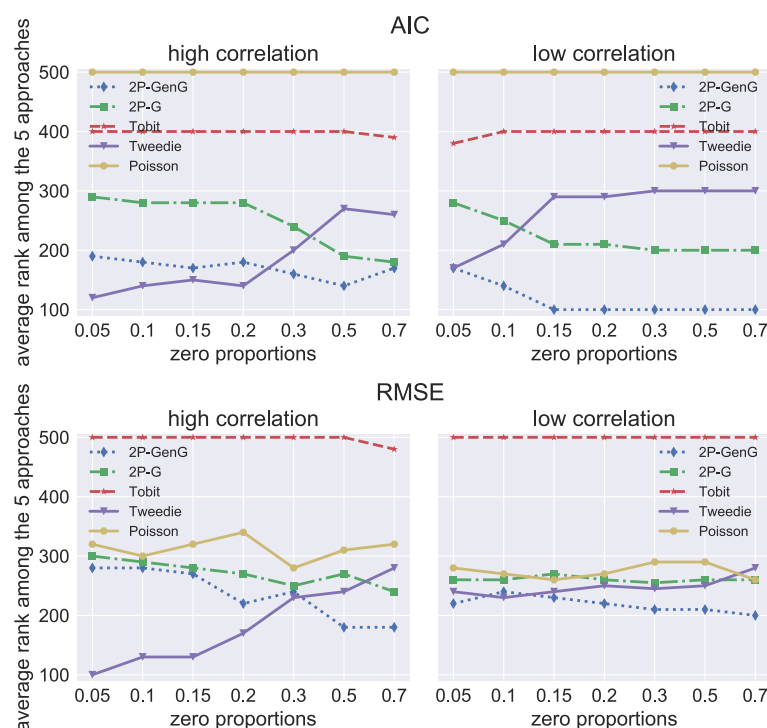 AIC
high correlation
low correlation
average rank among the 5 approaches
500
400
300
200
100
2P-GenG
2P-G
Tobit
Tweedie
Poisson
0.05 0.1 0.15 0.2 0.3 0.5 0.7
zero proportions
2P-GenG
2P-G
Tobit
Tweedie
Poisson
0.05 0.1 0.15 0.2 0.3 0.5 0.7
zero proportions
RMSE
high correlation
low correlation
average rank among the 5 approaches
500
400
300
200
100
2P-GenG
2P-G
Tobit
Tweedie
Poisson
0.05 0.1 0.15 0.2 0.3 0.5 0.7
zero proportions
2P-GenG
2P-G
Tobit
Tweedie
Poisson
0.05 0.1 0.15 0.2 0.3 0.5 0.7
zero proportions